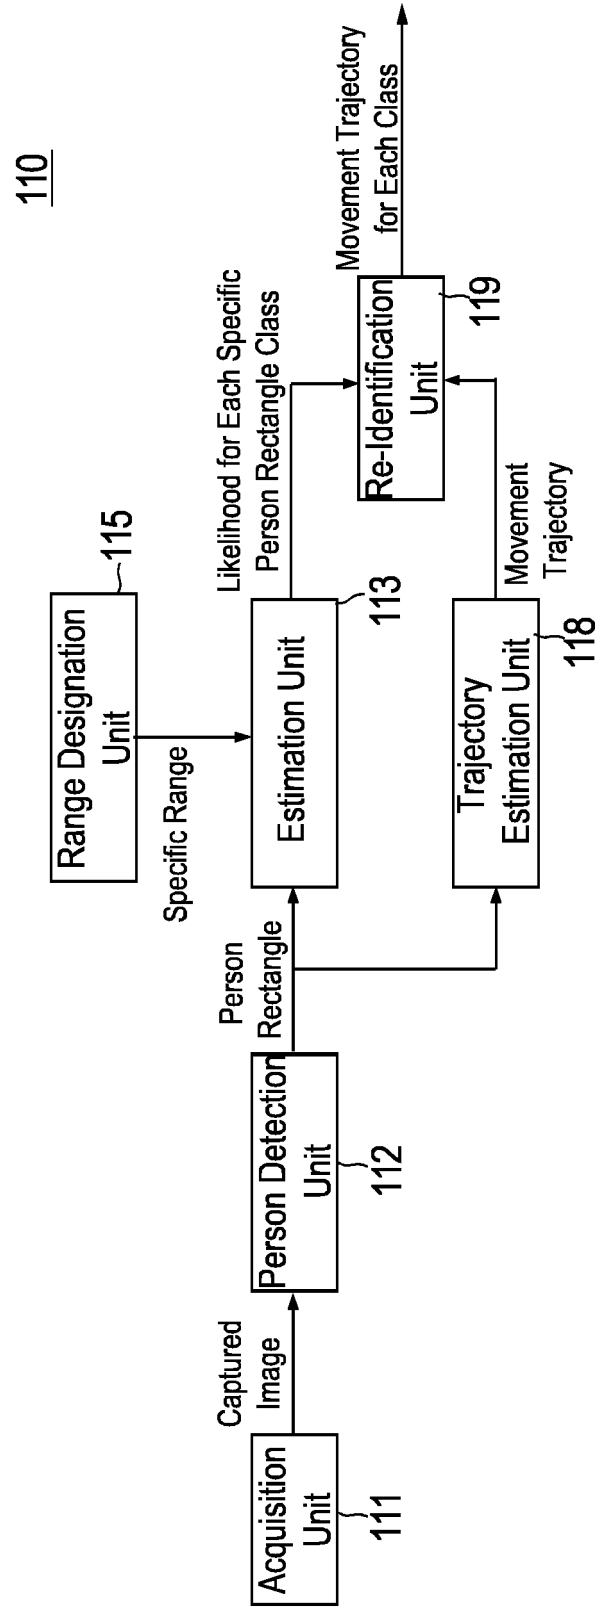 110
Range Designation
Unit
115
Specific Range
Acquisition
Unit
111
Captured
Image
Person Detection
Unit
112
Person
Rectangle
Estimation Unit
113
Likelihood for Each Specific
Person Rectangle Class
Trajectory
Estimation Unit
118
Movement
Trajectory
Re-Identification
Unit
119
Movement Trajectory
for Each Class